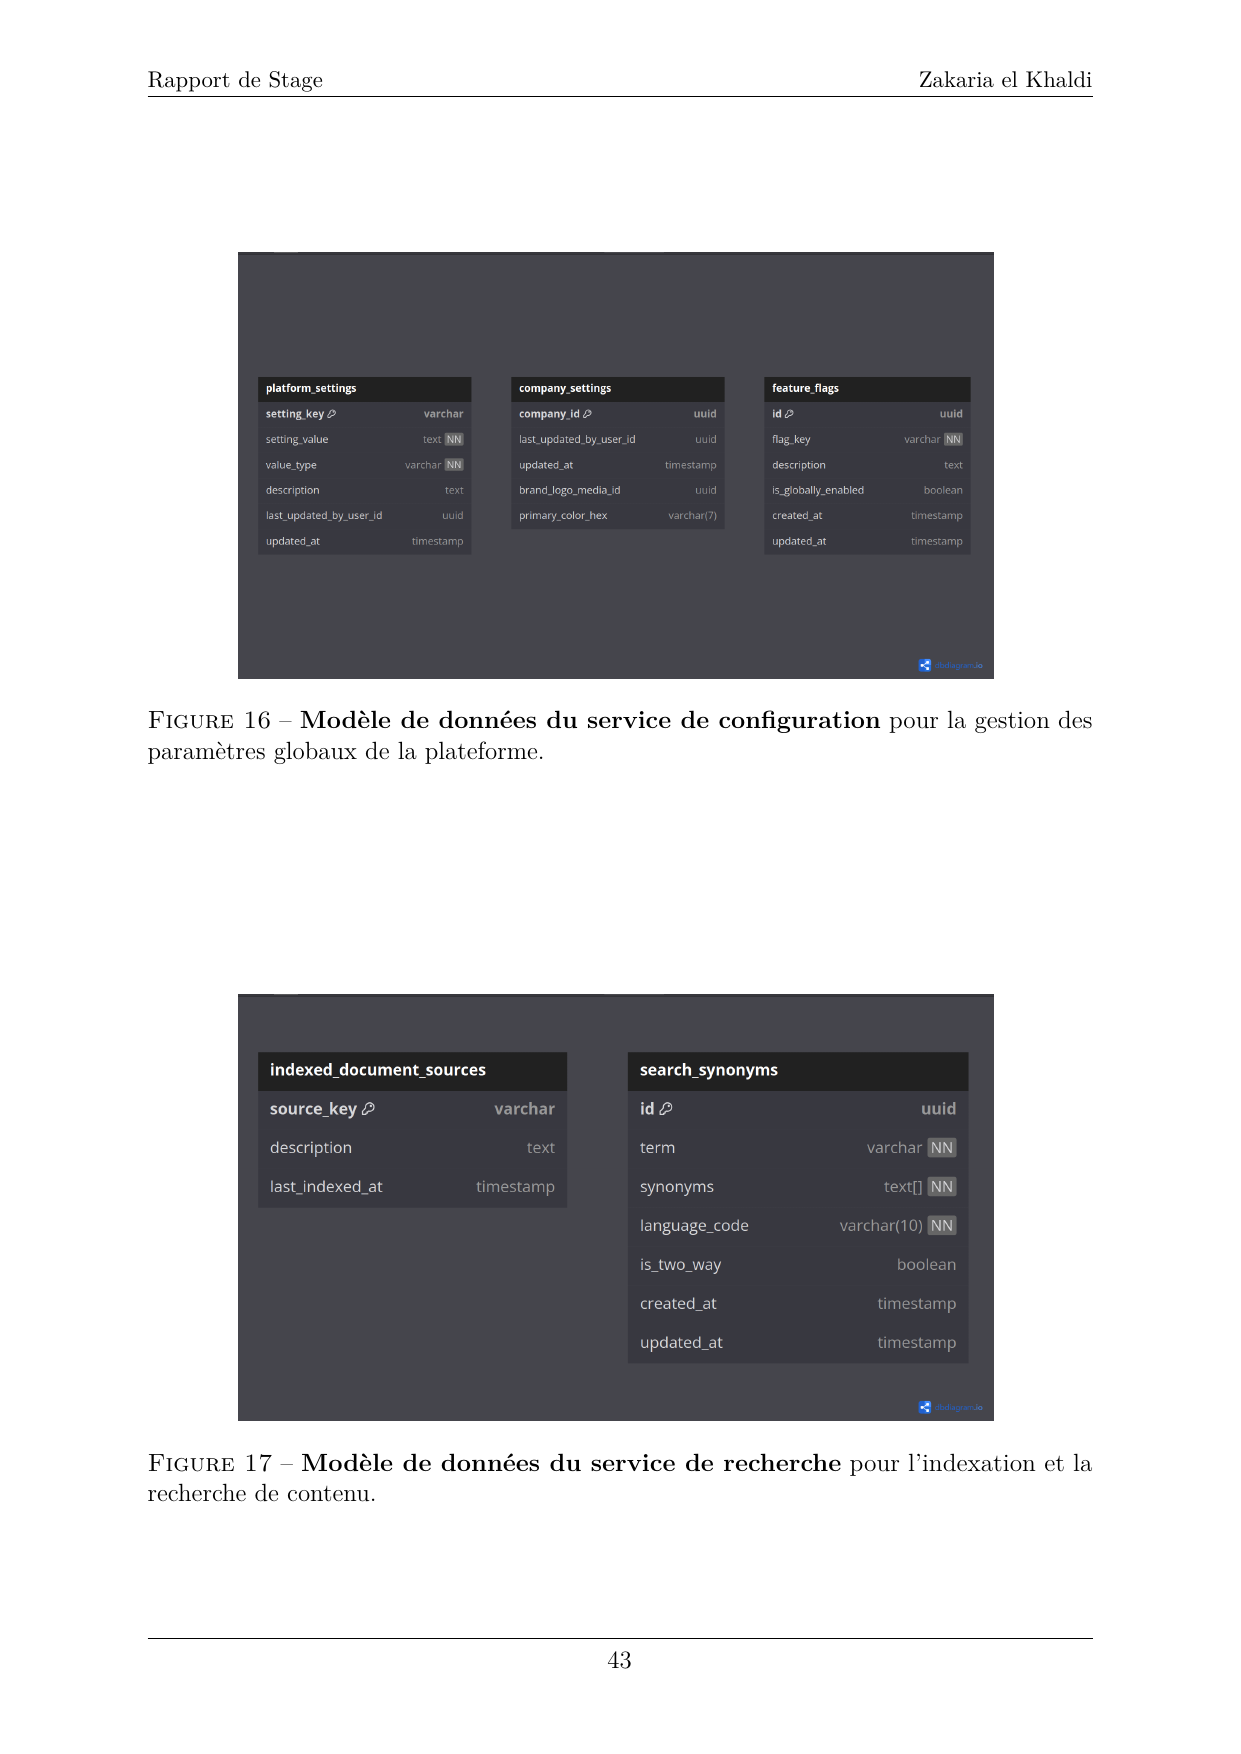 Rapport de Stage Zakaria el Khaldi
platform_settings
setting_key varchar
setting_value text NN
value_type varchar NN
description text
last_updated_by_user_id uuid
updated_at timestamp
company_settings
company_id uuid
last_updated_by_user_id uuid
updated_at timestamp
brand_logo_media_id uuid
primary_color_hex varchar(7)
feature_flags
id uuid
flag_key varchar NN
description text
is_globally_enabled boolean
created_at timestamp
updated_at timestamp
dbdiagram.io
FIGURE 16 – Modèle de données du service de configuration pour la gestion des
paramètres globaux de la plateforme.
indexed_document_sources
source_key varchar
description text
last_indexed_at timestamp
search_synonyms
id uuid
term varchar NN
synonyms text[] NN
language_code varchar(10) NN
is_two_way boolean
created_at timestamp
updated_at timestamp
dbdiagram.io
FIGURE 17 – Modèle de données du service de recherche pour l'indexation et la
recherche de contenu.
43